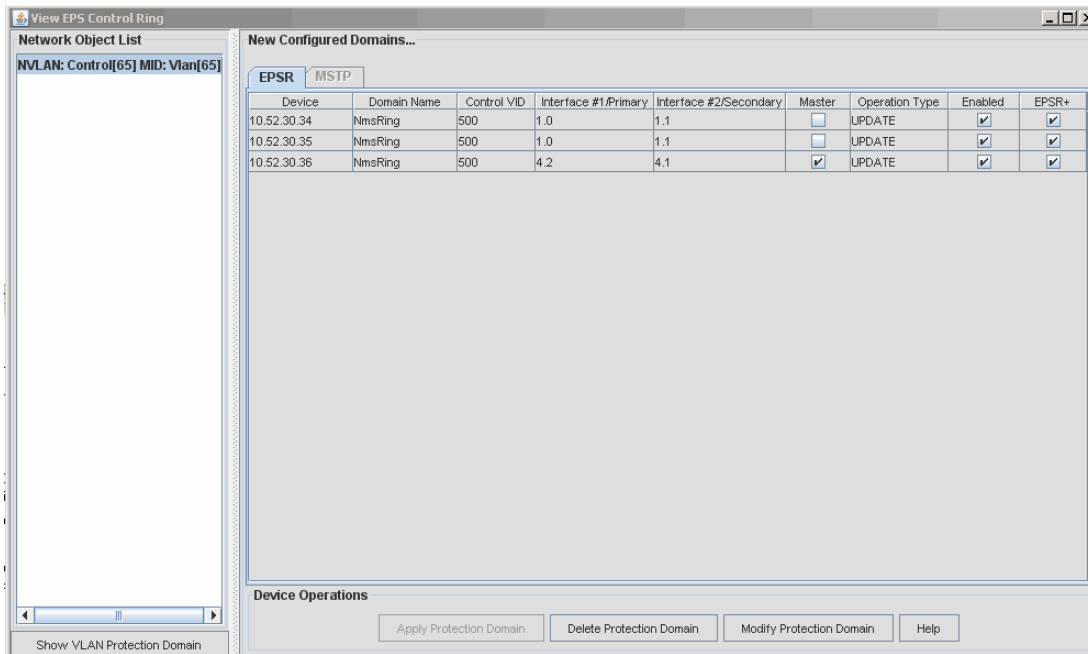 View EPS Control Ring
Network Object List
NVLAN: Control[65] MID: Vlan[65]
Show VLAN Protection Domain
New Configured Domains...
EPSR MSTP
Device Domain Name Control VID Interface #1/Primary Interface #2/Secondary Master Operation Type Enabled EPSR+
10.52.30.34 NmsRing 500 1.0 1.1 UPDATE
10.52.30.35 NmsRing 500 1.0 1.1 UPDATE
10.52.30.36 NmsRing 500 4.2 4.1 UPDATE
Device Operations
Apply Protection Domain Delete Protection Domain Modify Protection Domain Help